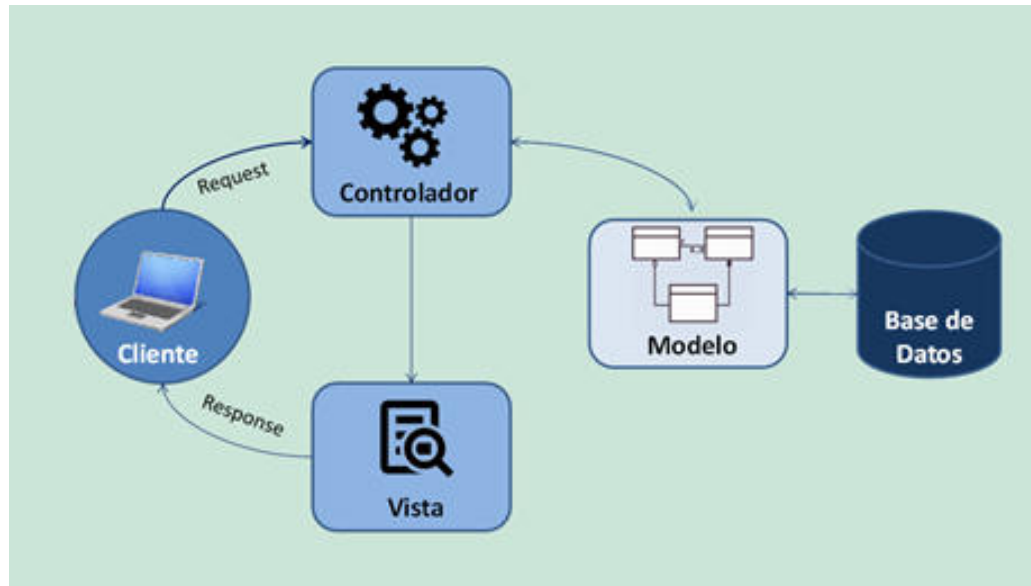 Request
Controlador
Cliente
Modelo
Base de
Datos
Response
Vista